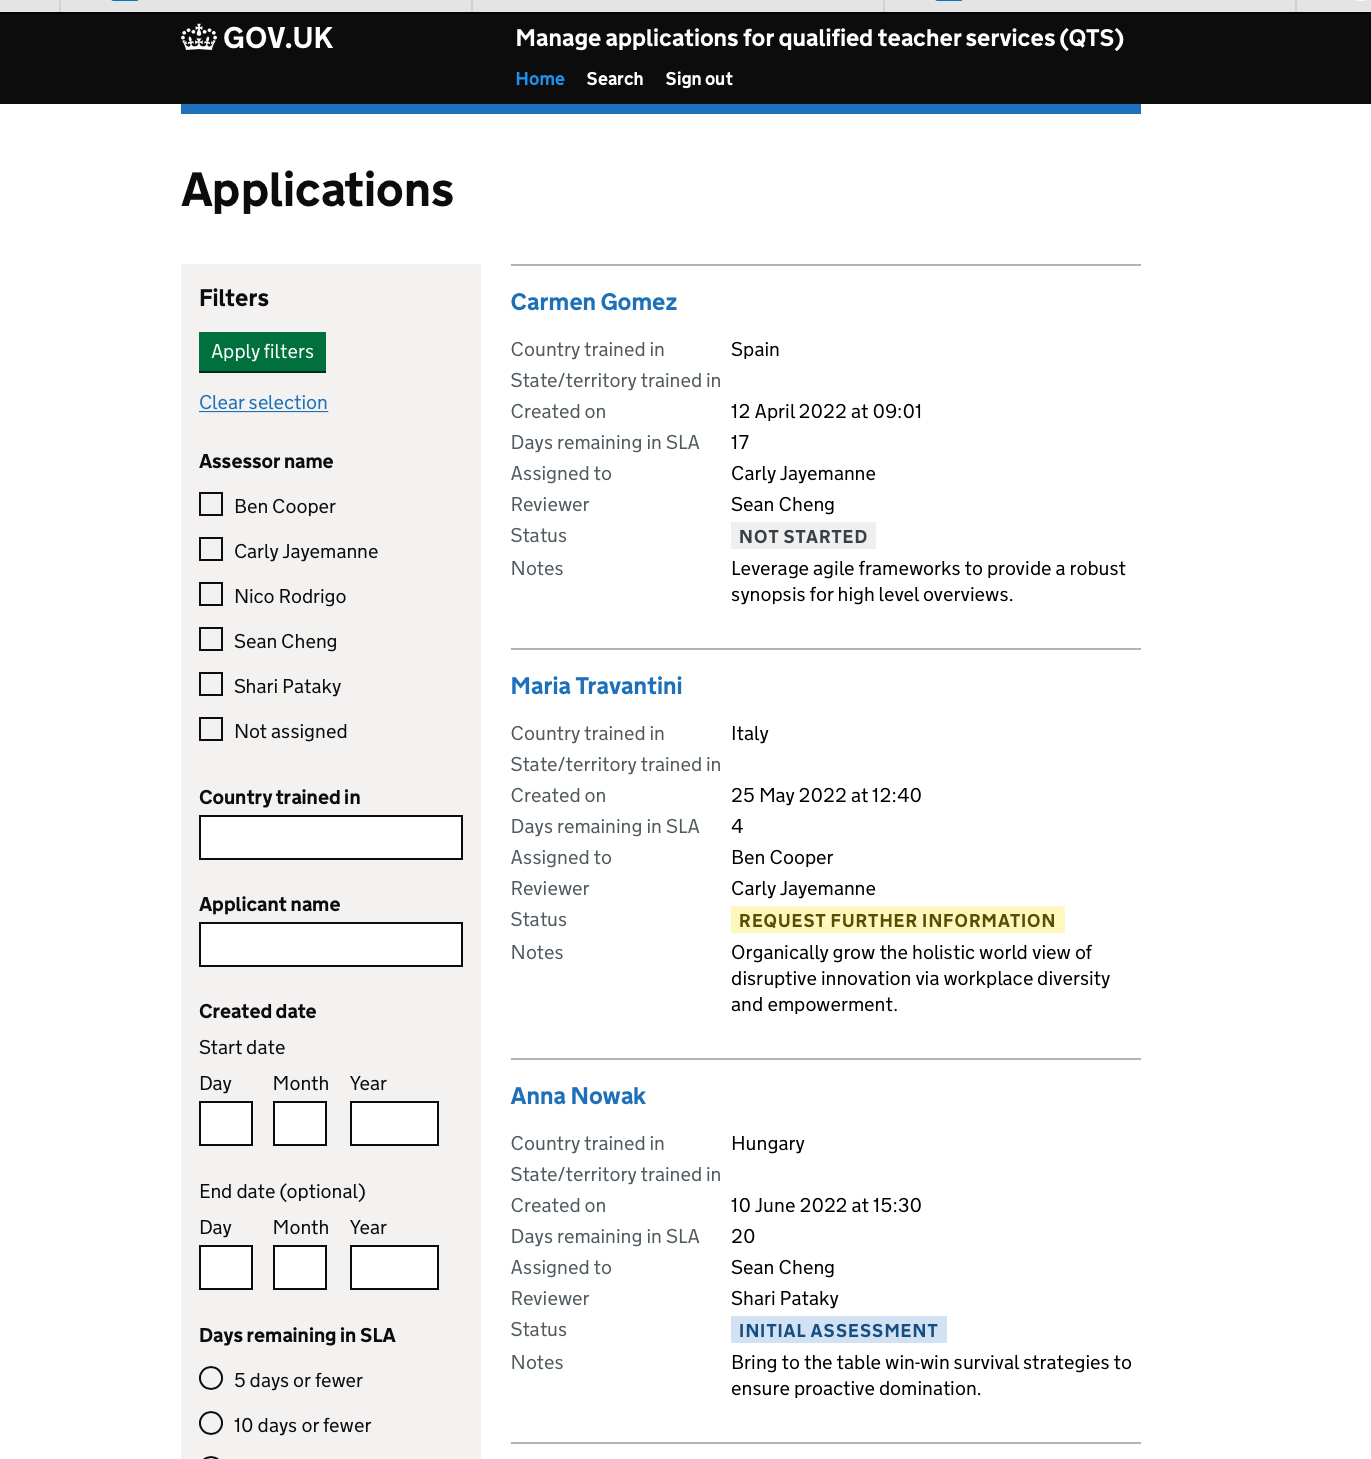 GOV.UK
Manage applications for qualified teacher services (QTS)
Home Search Sign out
Applications
Filters
Apply filters
Clear selection
Assessor name
Ben Cooper
Carly Jayemanne
Nico Rodrigo
Sean Cheng
Shari Pataky
Not assigned
Country trained in
Applicant name
Created date
Start date
Day Month Year
End date (optional)
Day Month Year
Days remaining in SLA
5 days or fewer
10 days or fewer
Carmen Gomez
Country trained in Spain
State/territory trained in
Created on 12 April 2022 at 09:01
Days remaining in SLA 17
Assigned to Carly Jayemanne
Reviewer Sean Cheng
Status NOT STARTED
Notes Leverage agile frameworks to provide a robust
synopsis for high level overviews.
Maria Travantini
Country trained in Italy
State/territory trained in
Created on 25 May 2022 at 12:40
Days remaining in SLA 4
Assigned to Ben Cooper
Reviewer Carly Jayemanne
Status REQUEST FURTHER INFORMATION
Notes Organically grow the holistic world view of
disruptive innovation via workplace diversity
and empowerment.
Anna Nowak
Country trained in Hungary
State/territory trained in
Created on 10 June 2022 at 15:30
Days remaining in SLA 20
Assigned to Sean Cheng
Reviewer Shari Pataky
Status INITIAL ASSESSMENT
Notes Bring to the table win-win survival strategies to
ensure proactive domination.